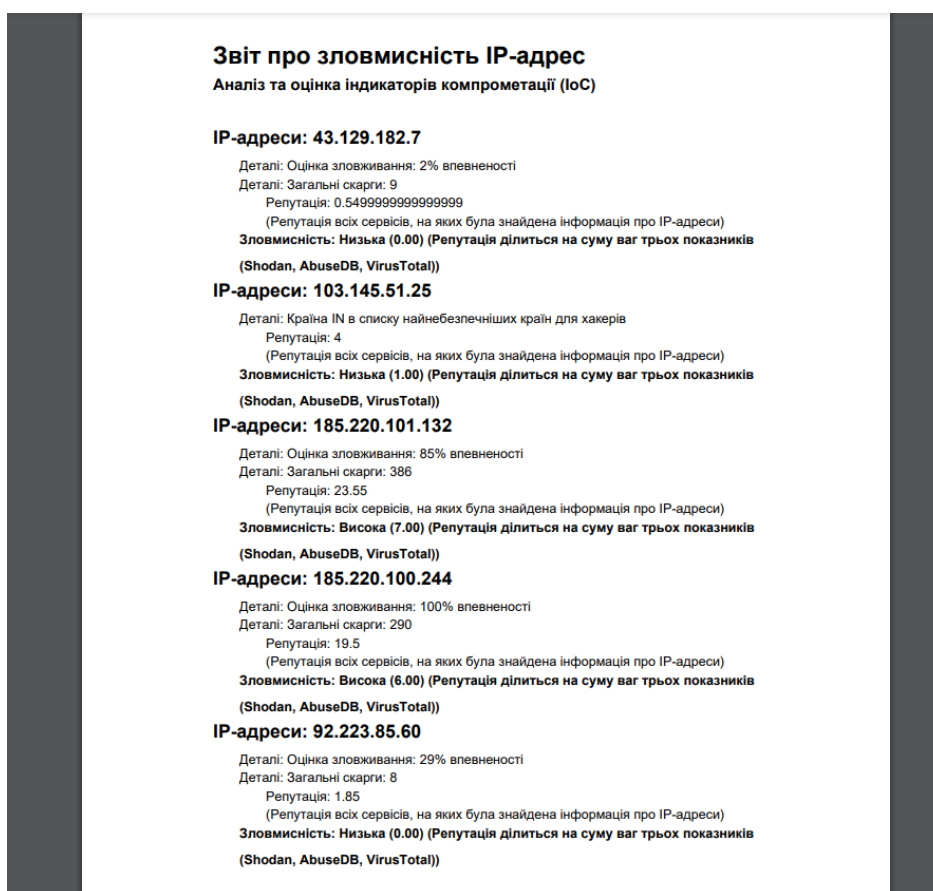 Звіт про зловмисність IP-адрес
Аналіз та оцінка індикаторів компрометації (IoC)
IP-адреси: 43.129.182.7
Деталі: Оцінка зловживання: 2% впевненості
Деталі: Загальні скарги: 9
Репутація: 0.5499999999999999
(Репутація всіх сервісів, на яких була знайдена інформація про IP-адреси)
Зловмисність: Низька (0.00) (Репутація ділиться на суму ваг трьох показників
(Shodan, AbuseDB, VirusTotal))
IP-адреси: 103.145.51.25
Деталі: Країна IN в списку найнебезпечніших країн для хакерів
Репутація: 4
(Репутація всіх сервісів, на яких була знайдена інформація про IP-адреси)
Зловмисність: Низька (1.00) (Репутація ділиться на суму ваг трьох показників
(Shodan, AbuseDB, VirusTotal))
IP-адреси: 185.220.101.132
Деталі: Оцінка зловживання: 85% впевненості
Деталі: Загальні скарги: 386
Репутація: 23.55
(Репутація всіх сервісів, на яких була знайдена інформація про IP-адреси)
Зловмисність: Висока (7.00) (Репутація ділиться на суму ваг трьох показників
(Shodan, AbuseDB, VirusTotal))
IP-адреси: 185.220.100.244
Деталі: Оцінка зловживання: 100% впевненості
Деталі: Загальні скарги: 290
Репутація: 19.5
(Репутація всіх сервісів, на яких була знайдена інформація про IP-адреси)
Зловмисність: Висока (6.00) (Репутація ділиться на суму ваг трьох показників
(Shodan, AbuseDB, VirusTotal))
IP-адреси: 92.223.85.60
Деталі: Оцінка зловживання: 29% впевненості
Деталі: Загальні скарги: 8
Репутація: 1.85
(Репутація всіх сервісів, на яких була знайдена інформація про IP-адреси)
Зловмисність: Низька (0.00) (Репутація ділиться на суму ваг трьох показників
(Shodan, AbuseDB, VirusTotal))